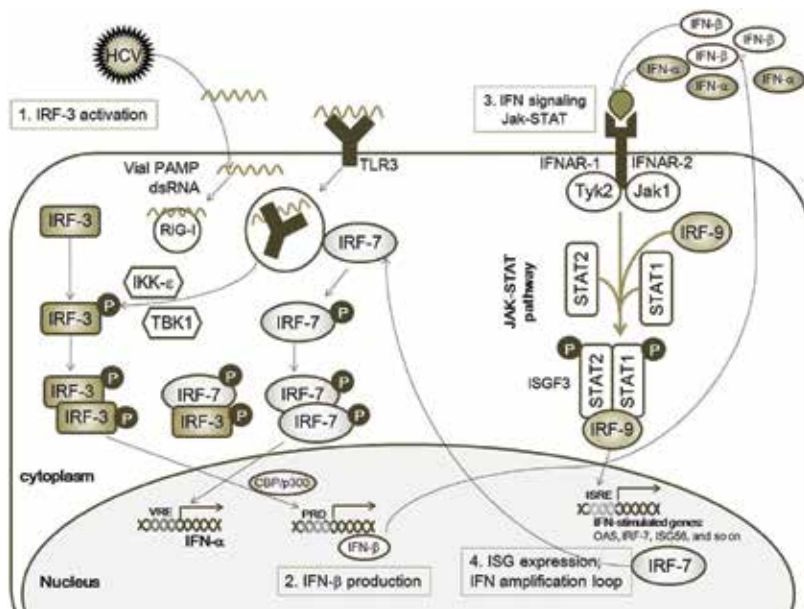 HCV
1. IRF-3 activation
Vial PAMP
dsRNA
RIG-I
TLR3
IRF-3
IRF-7
IKK-ε
TBK1
IRF-3
P
IRF-7
P
IRF-3
P
IRF-3
P
IRF-7
P
IRF-3
P
IRF-7
P
IRF-7
P
cytoplasm
CBP/p300
VRE
IFN-α
PRD
IFN-β
2. IFN-β production
Nucleus
IFN-β
IFN-β
IFN-β
IFN-α
IFN-α
IFN-α
3. IFN signaling
Jak-STAT
IFNAR-1
IFNAR-2
Tyk2
Jak1
IRF-9
STAT2
STAT1
JAK-STAT
pathway
P
P
ISGF3
STAT2
STAT1
IRF-9
ISRE
IFN-stimulated genes:
OAS, IRF-7, ISG56, and so on
4. ISG expression;
IFN amplification loop
IRF-7